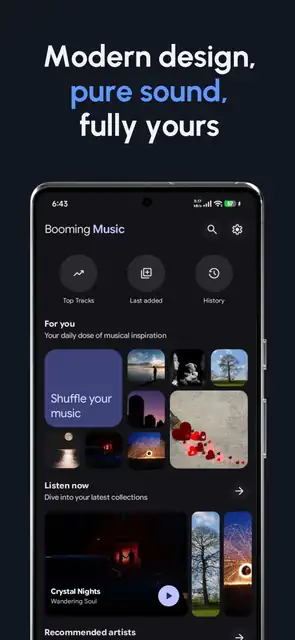 Modern design,
pure sound,
fully yours
6:43
Booming Music
Top Tracks
Last added
History
For you
Your daily dose of musical inspiration
Shuffle your
music
Listen now
Dive into your latest collections
Crystal Nights
Wandering Soul
Recommended artists